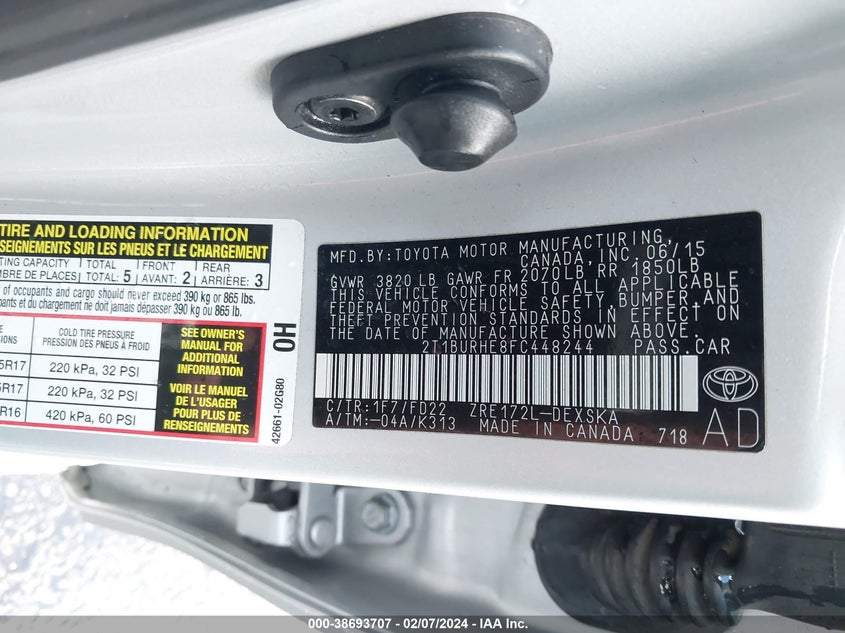 TIRE AND LOADING INFORMATION
SEIGNEMENTS SUR LES PNEUS ET LE CHARGEMENT
TING CAPACITY TOTAL 5 FRONT 2 REAR 3
MBRE DE PLACES TOTAL: AVANT: ARRIÈRE:
of occupants and cargo should never exceed 390 kg or 865 lbs.
pants et du chargement ne doit jamais dépasser 390 kg ou 865 lb.
COLD TIRE PRESSURE
SIONS PRESSION DES PNEUS À FROID
5R17 220 kPa, 32 PSI
5R17 220 kPa, 32 PSI
R16 420 kPa, 60 PSI
SEE OWNER'S
MANUAL FOR
ADDITIONAL
INFORMATION
VOIR LE MANUEL
DE L'USAGER
POUR PLUS DE
RENSEIGNEMENTS
0H
42661-02G80
MFD. BY: TOYOTA MOTOR MANUFACTURING,
CANADA, INC. 06/15
GVWR 3820 LB GAWR FR 2070LB, RR 1850LB
THIS VEHICLE CONFORMS TO ALL APPLICABLE
FEDERAL MOTOR VEHICLE SAFETY, BUMPER, AND
THEFT PREVENTION STANDARDS IN EFFECT ON
THE DATE OF MANUFACTURE SHOWN ABOVE.
2T1BURHE8FC448244 PASS. CAR
C/TR: 1F7/FD22 ZRE172L-DEXSKA
A/TM: -04A/K313 MADE IN CANADA 718
AD
000-38693707 - 02/07/2024 - IAA Inc.